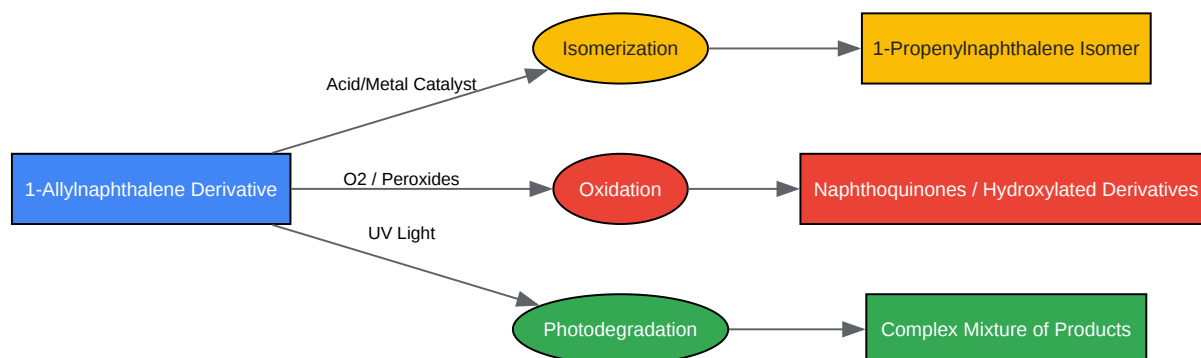 Isomerization
1-Propenylnaphthalene Isomer
Acid/Metal Catalyst
1-Allylnaphthalene Derivative
O2 / Peroxides
Oxidation
Naphthoquinones / Hydroxylated Derivatives
UV Light
Photodegradation
Complex Mixture of Products